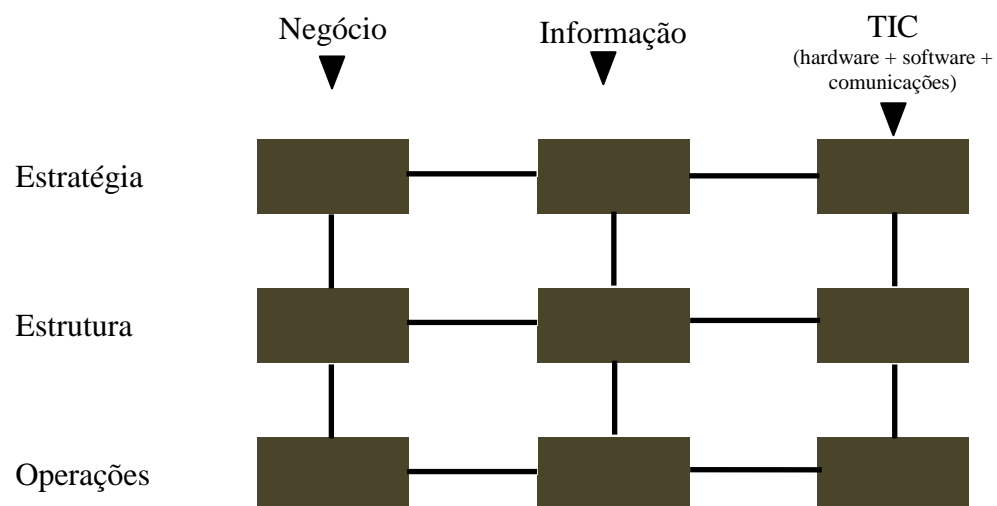 Negócio
Informação
TIC
(hardware + software +
comunicações)
Estratégia
Estrutura
Operações